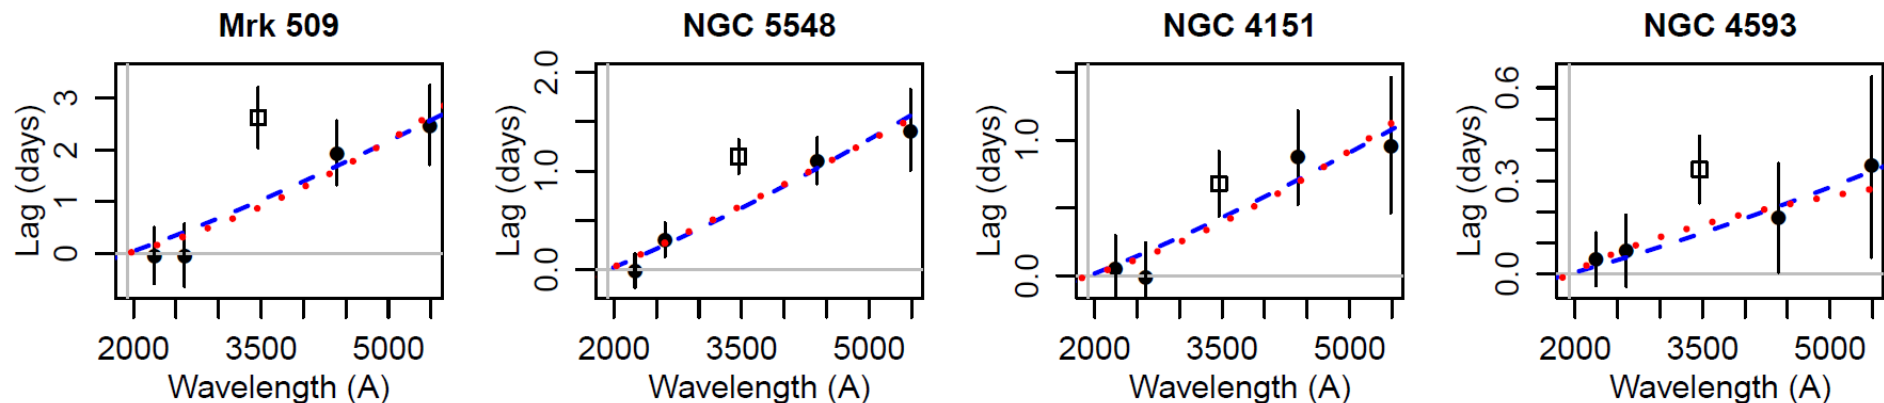 Mrk 509
Lag (days)
3
2
1
0
2000 3500 5000
Wavelength (A)
NGC 5548
Lag (days)
2.0
1.0
0.0
2000 3500 5000
Wavelength (A)
NGC 4151
Lag (days)
1.0
0.0
2000 3500 5000
Wavelength (A)
NGC 4593
Lag (days)
0.6
0.3
0.0
2000 3500 5000
Wavelength (A)